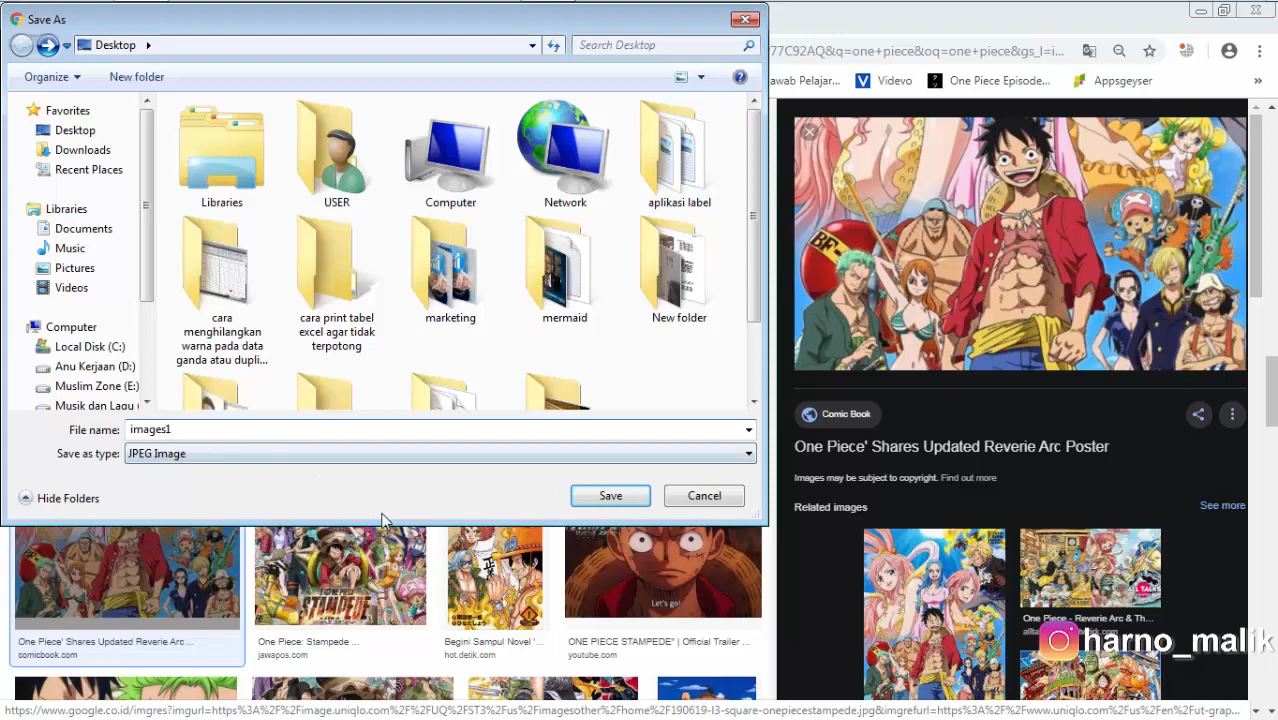 Save As
Desktop
Search Desktop
Organize
New folder
Favorites
Desktop
Downloads
Recent Places
Libraries
Documents
Music
Pictures
Videos
Computer
Local Disk (C:)
Anu Kerjaan (D:)
Muslim Zone (E:)
Musik dan Lagu
Libraries
USER
Computer
Network
aplikasi label
cara menghilangkan warna pada data ganda atau dupli...
cara print tabel excel agar tidak terpotong
marketing
mermaid
New folder
File name:
images1
Save as type:
JPEG Image
Hide Folders
Save
Cancel
77C92AQ&q=one+piece&oq=one+piece&gs_l=i...
awab Pelajar...
Videvo
One Piece Episode...
Appsgeyser
»
BF-
Comic Book
One Piece' Shares Updated Reverie Arc Poster
Images may be subject to copyright. Find out more
Related images
See more
One Piece - Reverie Arc & Th...
STAMPEDE
Let's go!
One Piece' Shares Updated Reverie Arc ...
comicbook.com
One Piece: Stampede ...
jawapos.com
Begini Sampul Novel '...
hot.detik.com
ONE PIECE STAMPEDE" | Official Trailer ...
youtube.com
harno_malik
https://www.google.co.id/imgres?imgurl=https%3A%2F%2Fimage.uniqlo.com%2FUQ%2FST3%2Fus%2Fimagesother%2Fhome%2F190619-l3-square-onepiecestampede.jpg&imgrefurl=https%3A%2F%2Fwww.uniqlo.com%2Fus%2Fen%2Fut-grap...